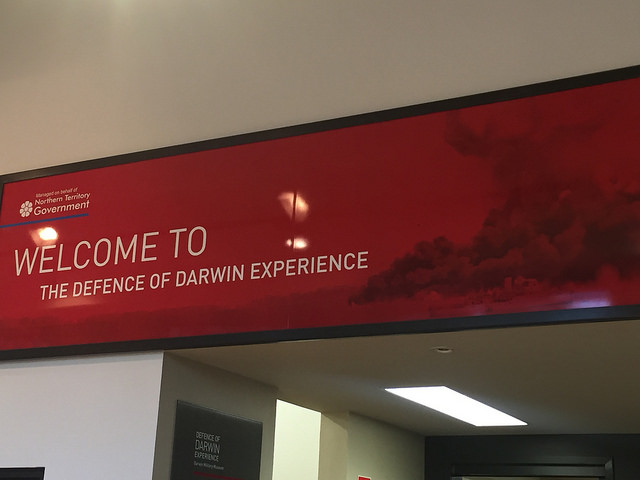 Managed on behalf of
Northern Territory
Government
WELCOME TO
THE DEFENCE OF DARWIN EXPERIENCE
DEFENCE OF
DARWIN
EXPERIENCE